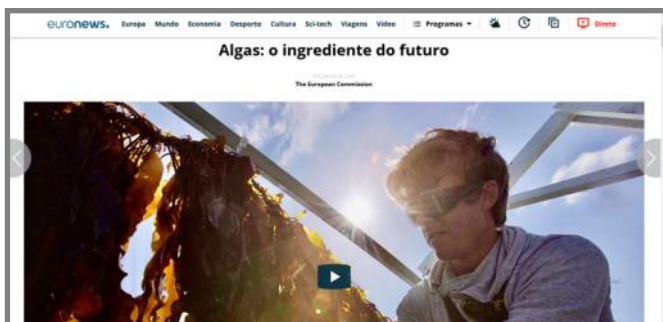 euronews. Europa Mundo Economia Desporto Cultura Sci-tech Viagens Vídeo Programas Direto
Algas: o ingrediente do futuro
The European Commission